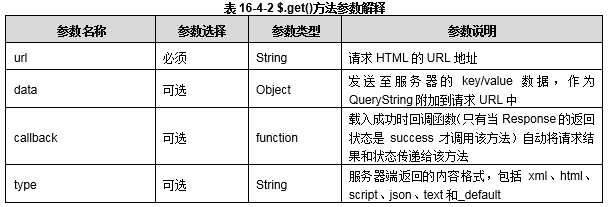 表 16-4-2 $.get()方法参数解释
参数名称 参数选择 参数类型 参数说明
url 必须 String 请求 HTML 的 URL 地址
data 可选 Object 发送至服务器的 key/value 数据，作为
QueryString 附加到请求 URL 中
callback 可选 function 载入成功时回调函数（只有当 Response 的返回
状态是 success 才调用该方法）自动将请求结
果和状态传递给该方法
type 可选 String 服务器端返回的内容格式，包括 xml、html、
script、json、text 和_default